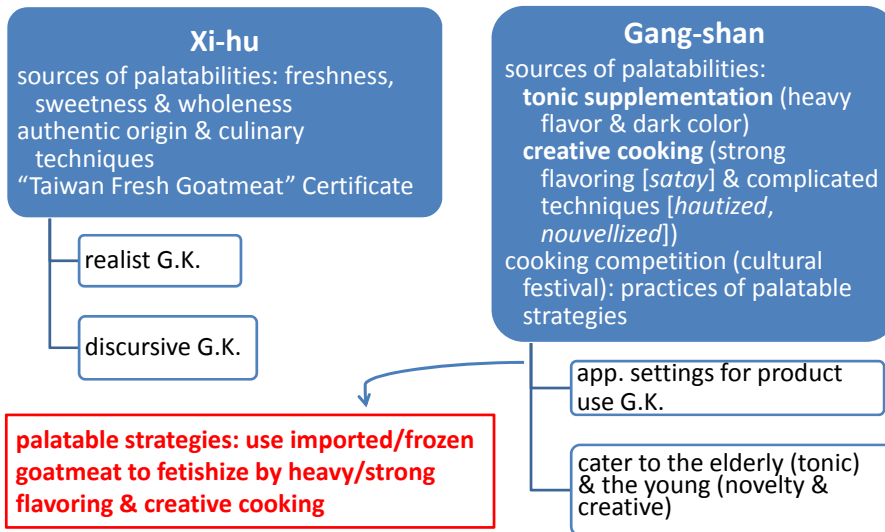 Xi-hu
sources of palatabilities: freshness,
sweetness & wholeness
authentic origin & culinary
techniques
“Taiwan Fresh Goatmeat” Certificate
realist G.K.
discursive G.K.
Gang-shan
sources of palatabilities:
tonic supplementation (heavy
flavor & dark color)
creative cooking (strong
flavoring [satay] & complicated
techniques [hautized,
nouvellized])
cooking competition (cultural
festival): practices of palatable
strategies
app. settings for product
use G.K.
cater to the elderly (tonic)
& the young (novelty &
creative)
palatable strategies: use imported/frozen
goatmeat to fetishize by heavy/strong
flavoring & creative cooking